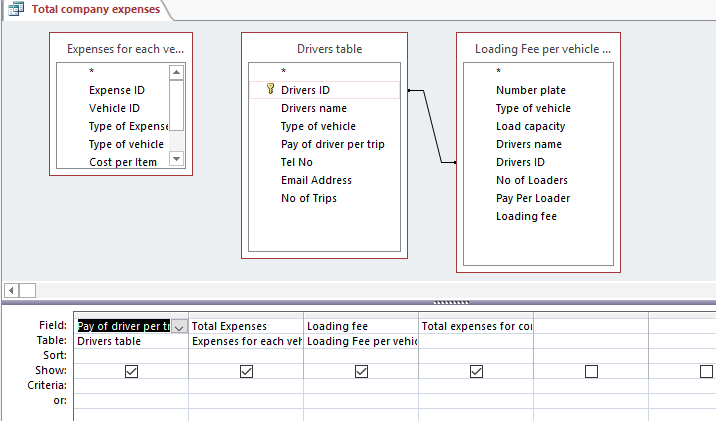 Total company expenses
Expenses for each ve...
*
Expense ID
Vehicle ID
Type of Expense
Type of vehicle
Cost per Item
Drivers table
*
Drivers ID
Drivers name
Type of vehicle
Pay of driver per trip
Tel No
Email Address
No of Trips
Loading Fee per vehicle ...
*
Number plate
Type of vehicle
Load capacity
Drivers name
Drivers ID
No of Loaders
Pay Per Loader
Loading fee
Field: Pay of driver per tri Total Expenses Loading fee Total expenses for con
Table: Drivers table Expenses for each veh Loading Fee per vehic
Sort:
Show:
Criteria:
or: